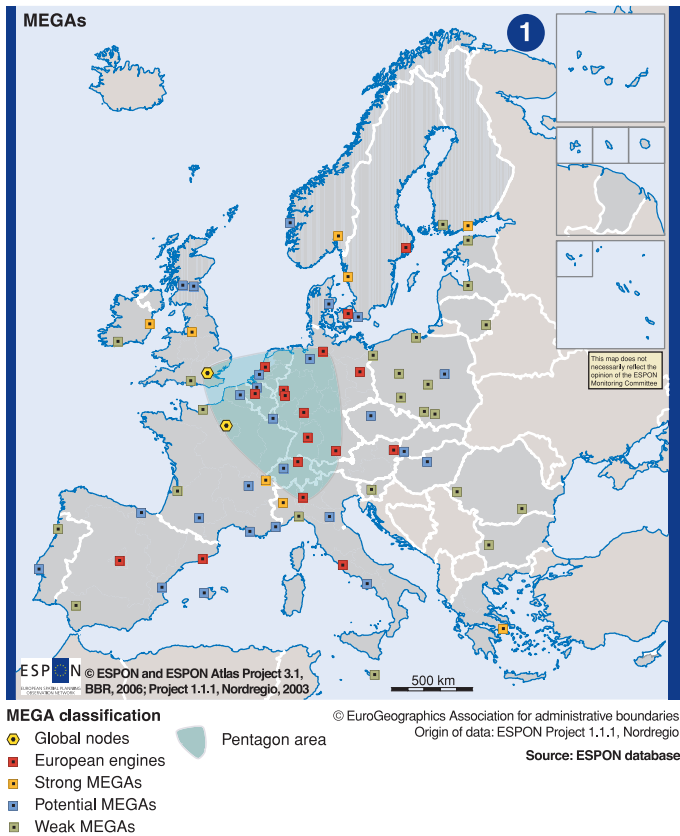 MEGAs
1
This map does not
necessarily reflect the
opinion of the ESPON
Monitoring Committee
ESPON
EUROPEAN SPATIAL PLANNING
OBSERVATION NETWORK
© ESPON and ESPON Atlas Project 3.1,
BBR, 2006; Project 1.1.1, Nordregio, 2003
500 km
MEGA classification
Global nodes
European engines
Strong MEGAs
Potential MEGAs
Weak MEGAs
Pentagon area
© EuroGeographics Association for administrative boundaries
Origin of data: ESPON Project 1.1.1, Nordregio
Source: ESPON database